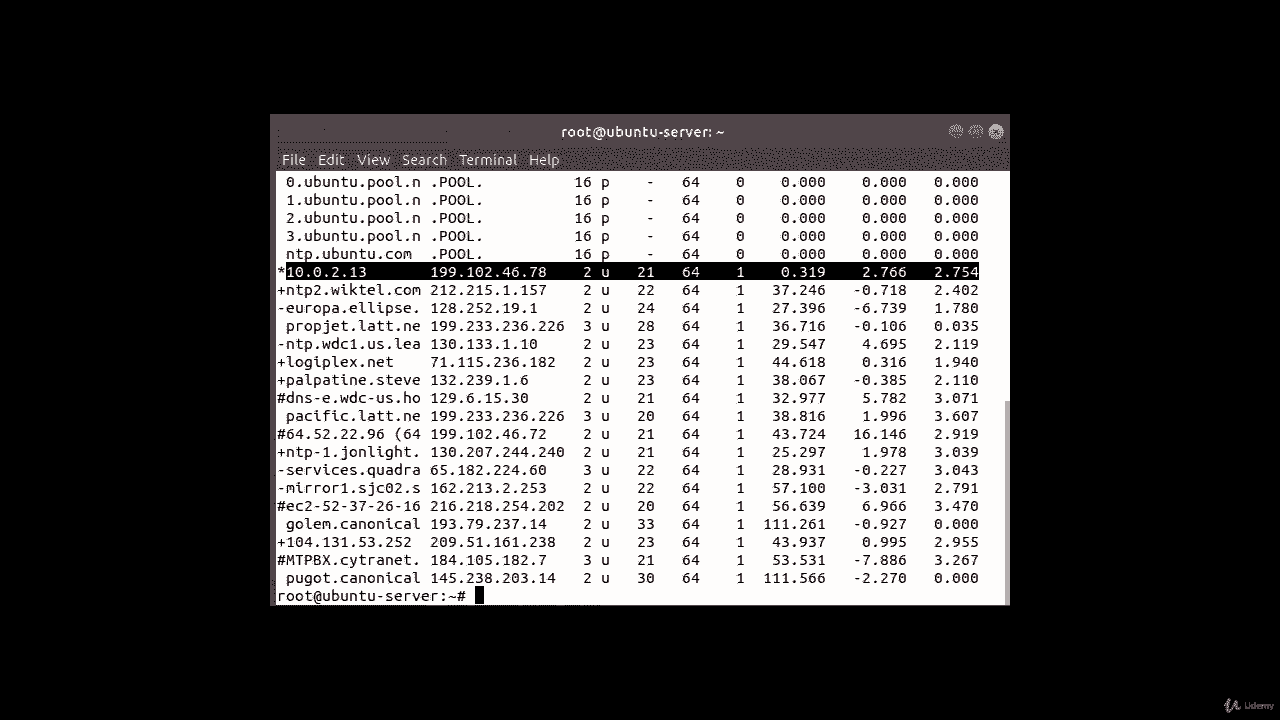 root@ubuntu-server: ~
File Edit View Search Terminal Help
0.ubuntu.pool.n .POOL. 16 p - 64 0 0.000 0.000 0.000
1.ubuntu.pool.n .POOL. 16 p - 64 0 0.000 0.000 0.000
2.ubuntu.pool.n .POOL. 16 p - 64 0 0.000 0.000 0.000
3.ubuntu.pool.n .POOL. 16 p - 64 0 0.000 0.000 0.000
ntp.ubuntu.com .POOL. 16 p - 64 0 0.000 0.000 0.000
*10.0.2.13 199.102.46.78 2 u 21 64 1 0.319 2.766 2.754
+ntp2.wiktel.com 212.215.1.157 2 u 22 64 1 37.246 -0.718 2.402
-europa.ellipse. 128.252.19.1 2 u 24 64 1 27.396 -6.739 1.780
propjet.latt.ne 199.233.236.226 3 u 28 64 1 36.716 -0.106 0.035
-ntp.wdc1.us.lea 130.133.1.10 2 u 23 64 1 29.547 4.695 2.119
+logiplex.net 71.115.236.182 2 u 23 64 1 44.618 0.316 1.940
+palpatine.steve 132.239.1.6 2 u 23 64 1 38.067 -0.385 2.110
#dns-e.wdc-us.ho 129.6.15.30 2 u 21 64 1 32.977 5.782 3.071
pacific.latt.ne 199.233.236.226 3 u 20 64 1 38.816 1.996 3.607
#64.52.22.96 (64 199.102.46.72 2 u 21 64 1 43.724 16.146 2.919
+ntp-1.jonlight. 130.207.244.240 2 u 21 64 1 25.297 1.978 3.039
-services.quadra 65.182.224.60 3 u 22 64 1 28.931 -0.227 3.043
-mirror1.sjc02.s 162.213.2.253 2 u 22 64 1 57.100 -3.031 2.791
#ec2-52-37-26-16 216.218.254.202 2 u 20 64 1 56.639 6.966 3.470
golem.canonical 193.79.237.14 2 u 33 64 1 111.261 -0.927 0.000
+104.131.53.252 209.51.161.238 2 u 23 64 1 43.937 0.995 2.955
#MTPBX.cytranet. 184.105.182.7 3 u 21 64 1 53.531 -7.886 3.267
pugot.canonical 145.238.203.14 2 u 30 64 1 111.566 -2.270 0.000
root@ubuntu-server:~#
Udemy